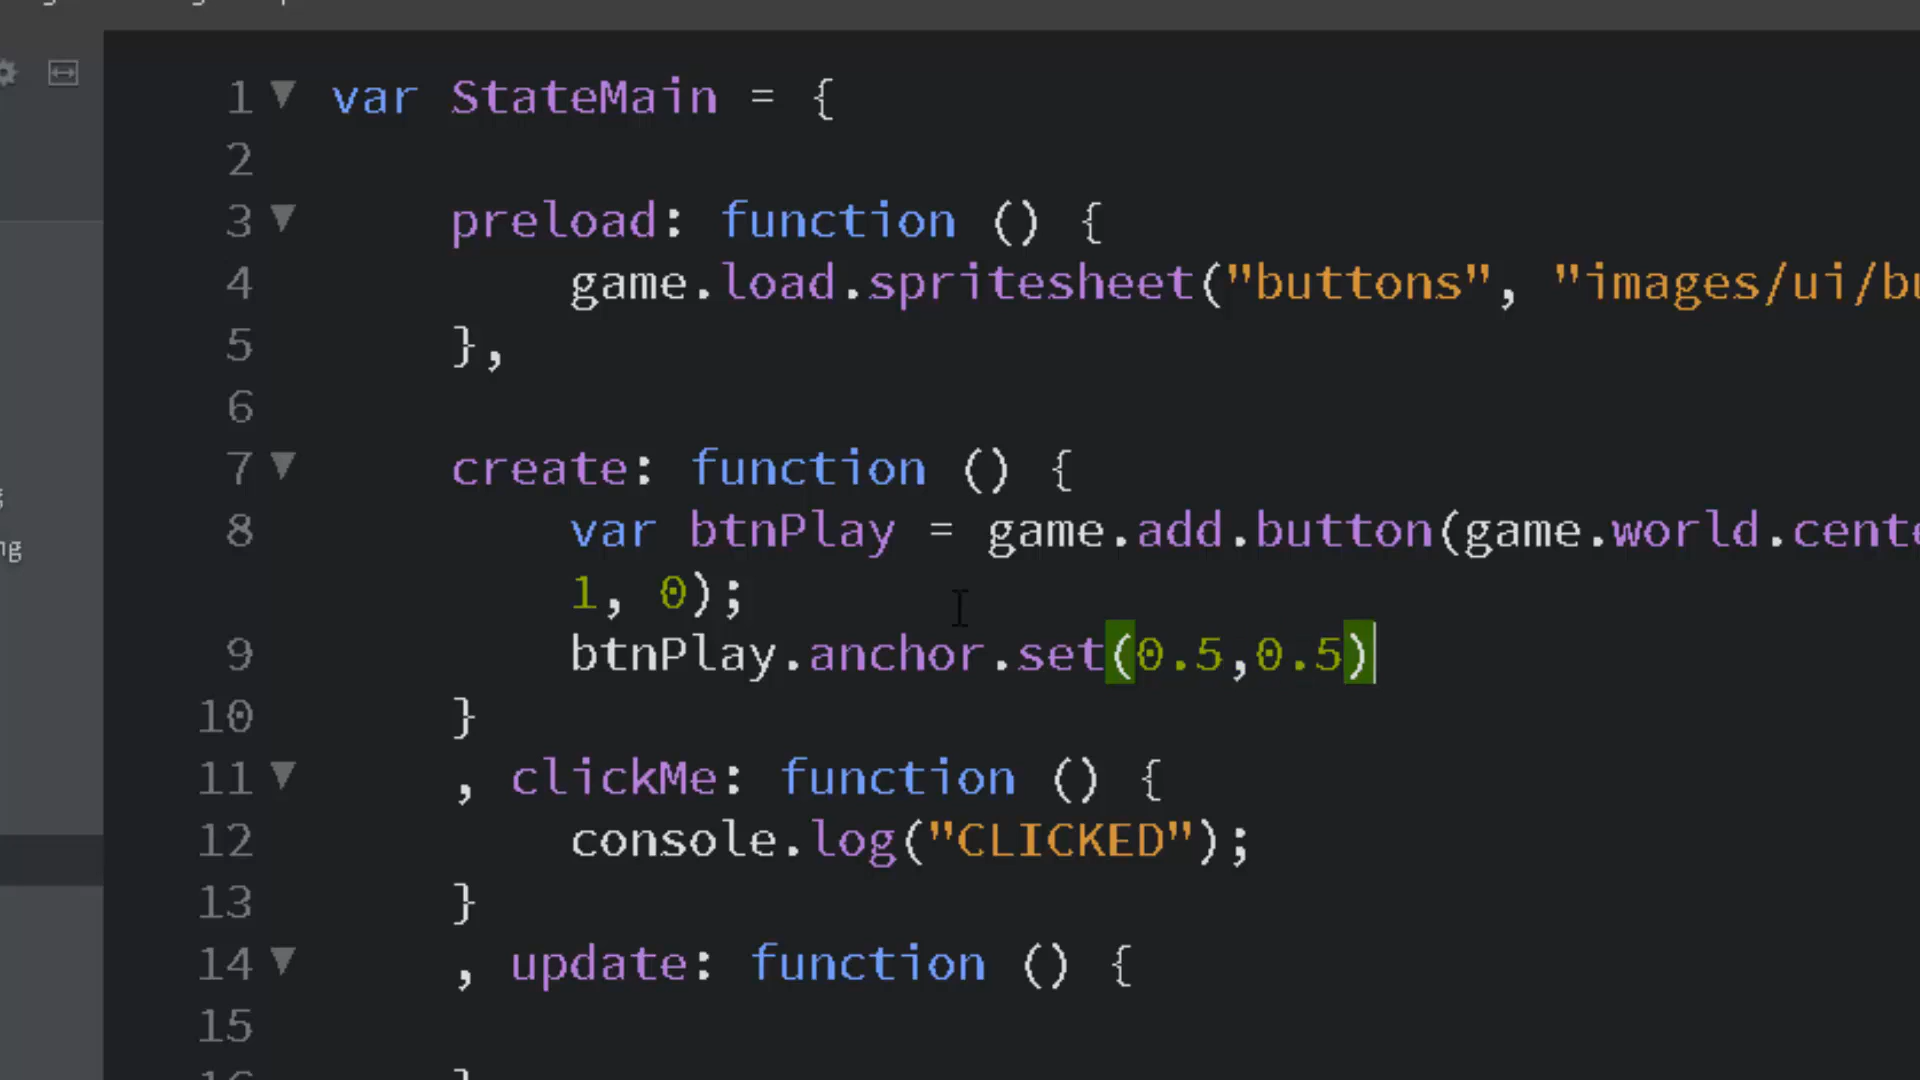 1 var StateMain = {
2
3 preload: function () {
4 game.load.spritesheet("buttons", "images/ui/bu
5 },
6
7 create: function () {
8 var btnPlay = game.add.button(game.world.cente
1, 0);
9 btnPlay.anchor.set(0.5,0.5)
10 }
11 , clickMe: function () {
12 console.log("CLICKED");
13 }
14 , update: function () {
15